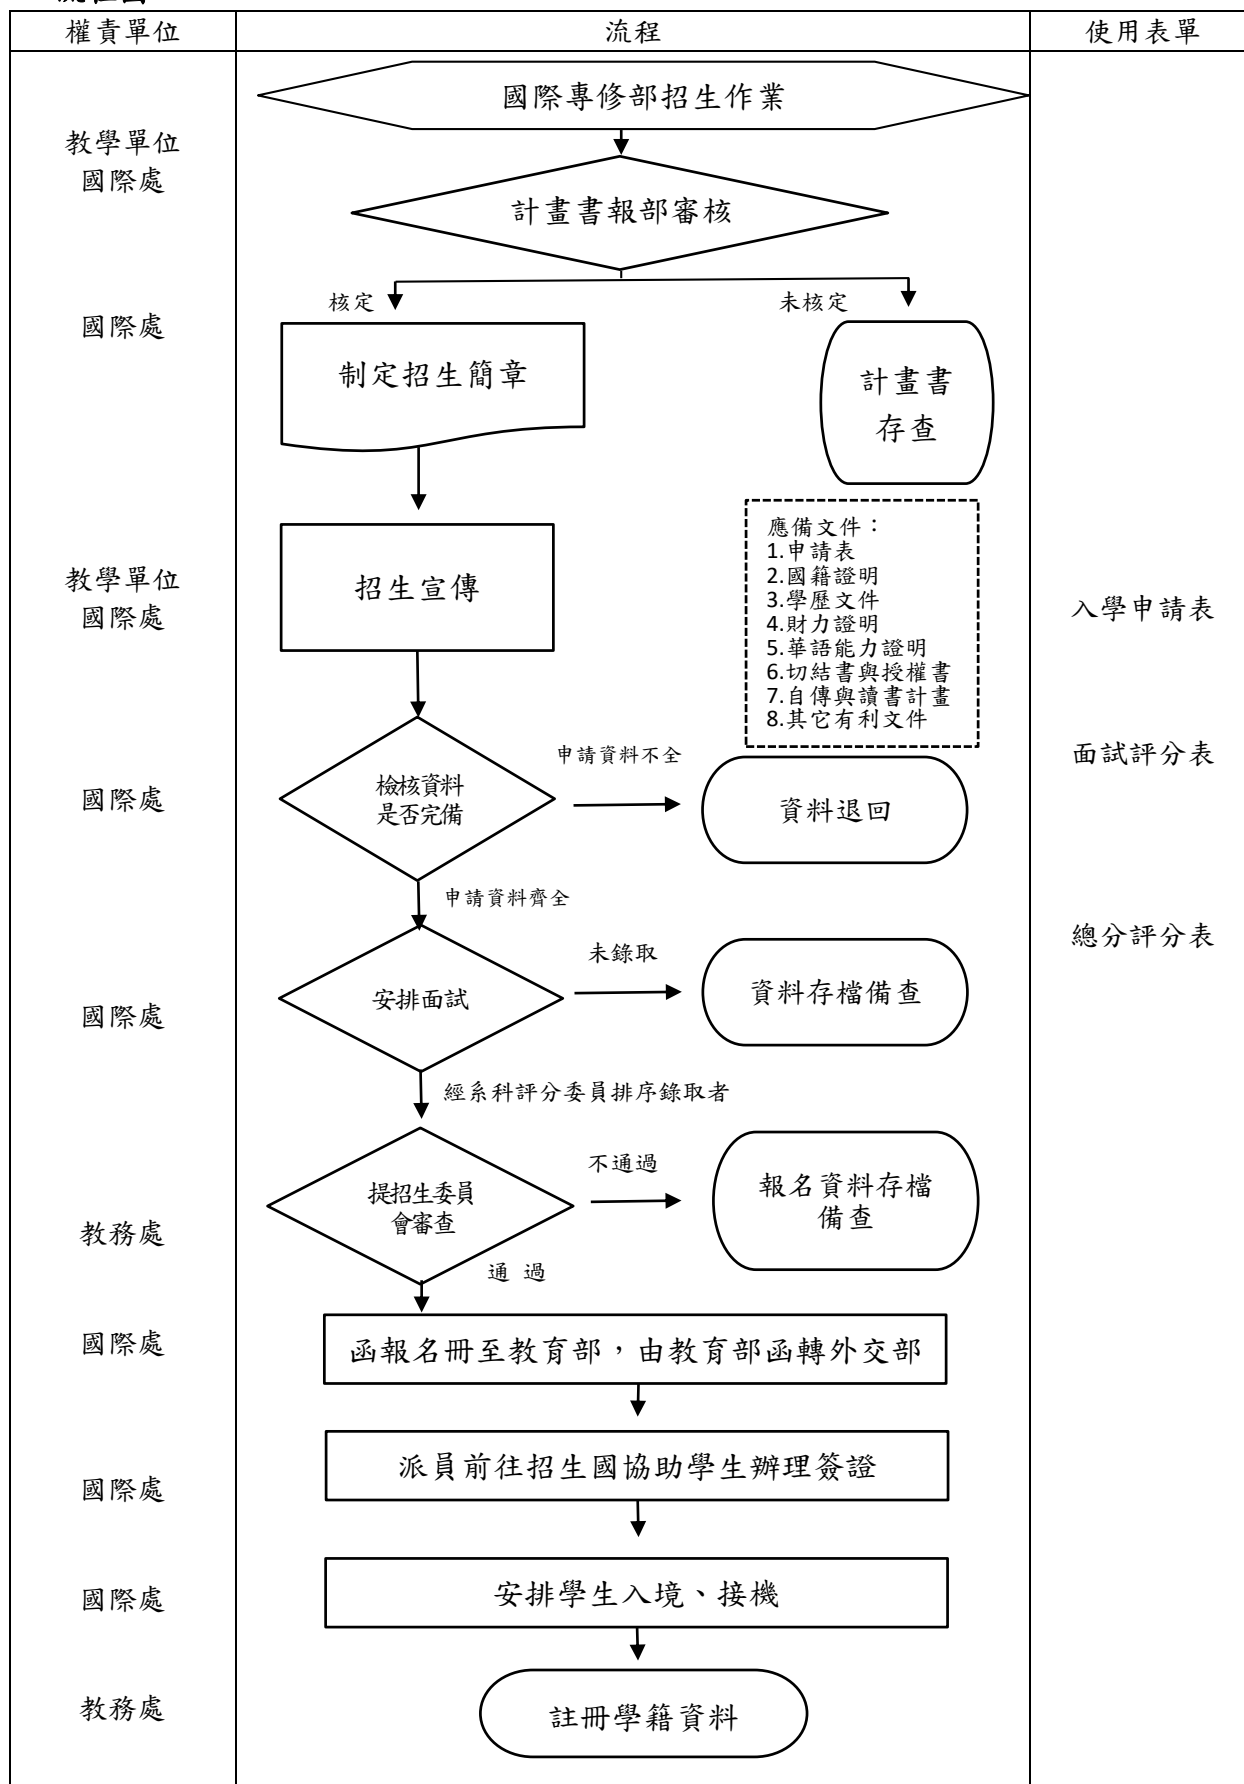 流程圖
權責單位
流程
使用表單
國際專修部招生作業
教學單位
國際處
計畫書報部審核
核定
未核定
國際處
制定招生簡章
計畫書
存查
應備文件：
1.申請表
2.國籍證明
3.學歷文件
4.財力證明
5.華語能力證明
6.切結書與授權書
7.自傳與讀書計畫
8.其它有利文件
教學單位
國際處
招生宣傳
入學申請表
申請資料不全
面試評分表
國際處
檢核資料
是否完備
資料退回
申請資料齊全
總分評分表
未錄取
國際處
安排面試
資料存檔備查
經系科評分委員排序錄取者
不通過
教務處
提招生委員
會審查
報名資料存檔
備查
通 過
國際處
函報名冊至教育部，由教育部函轉外交部
國際處
派員前往招生國協助學生辦理簽證
國際處
安排學生入境、接機
教務處
註冊學籍資料